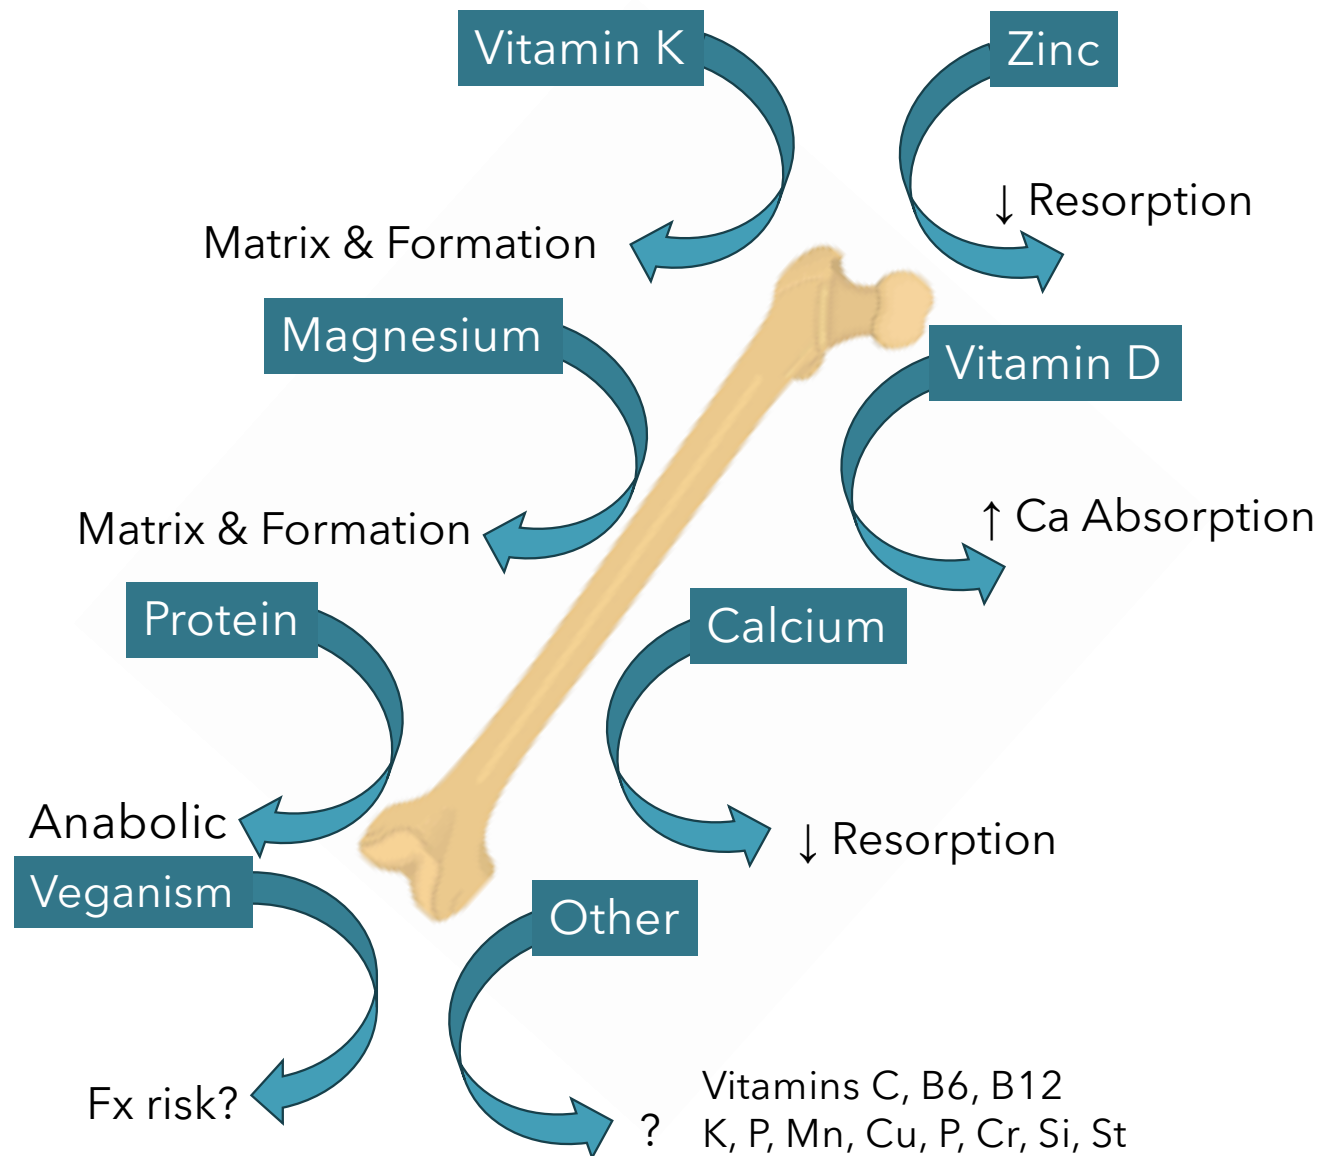 Vitamin K
Zinc
↓ Resorption
Matrix & Formation
Magnesium
Vitamin D
↑ Ca Absorption
Matrix & Formation
Protein
Calcium
Anabolic
↓ Resorption
Veganism
Other
Fx risk?
Vitamins C, B6, B12
? K, P, Mn, Cu, P, Cr, Si, St